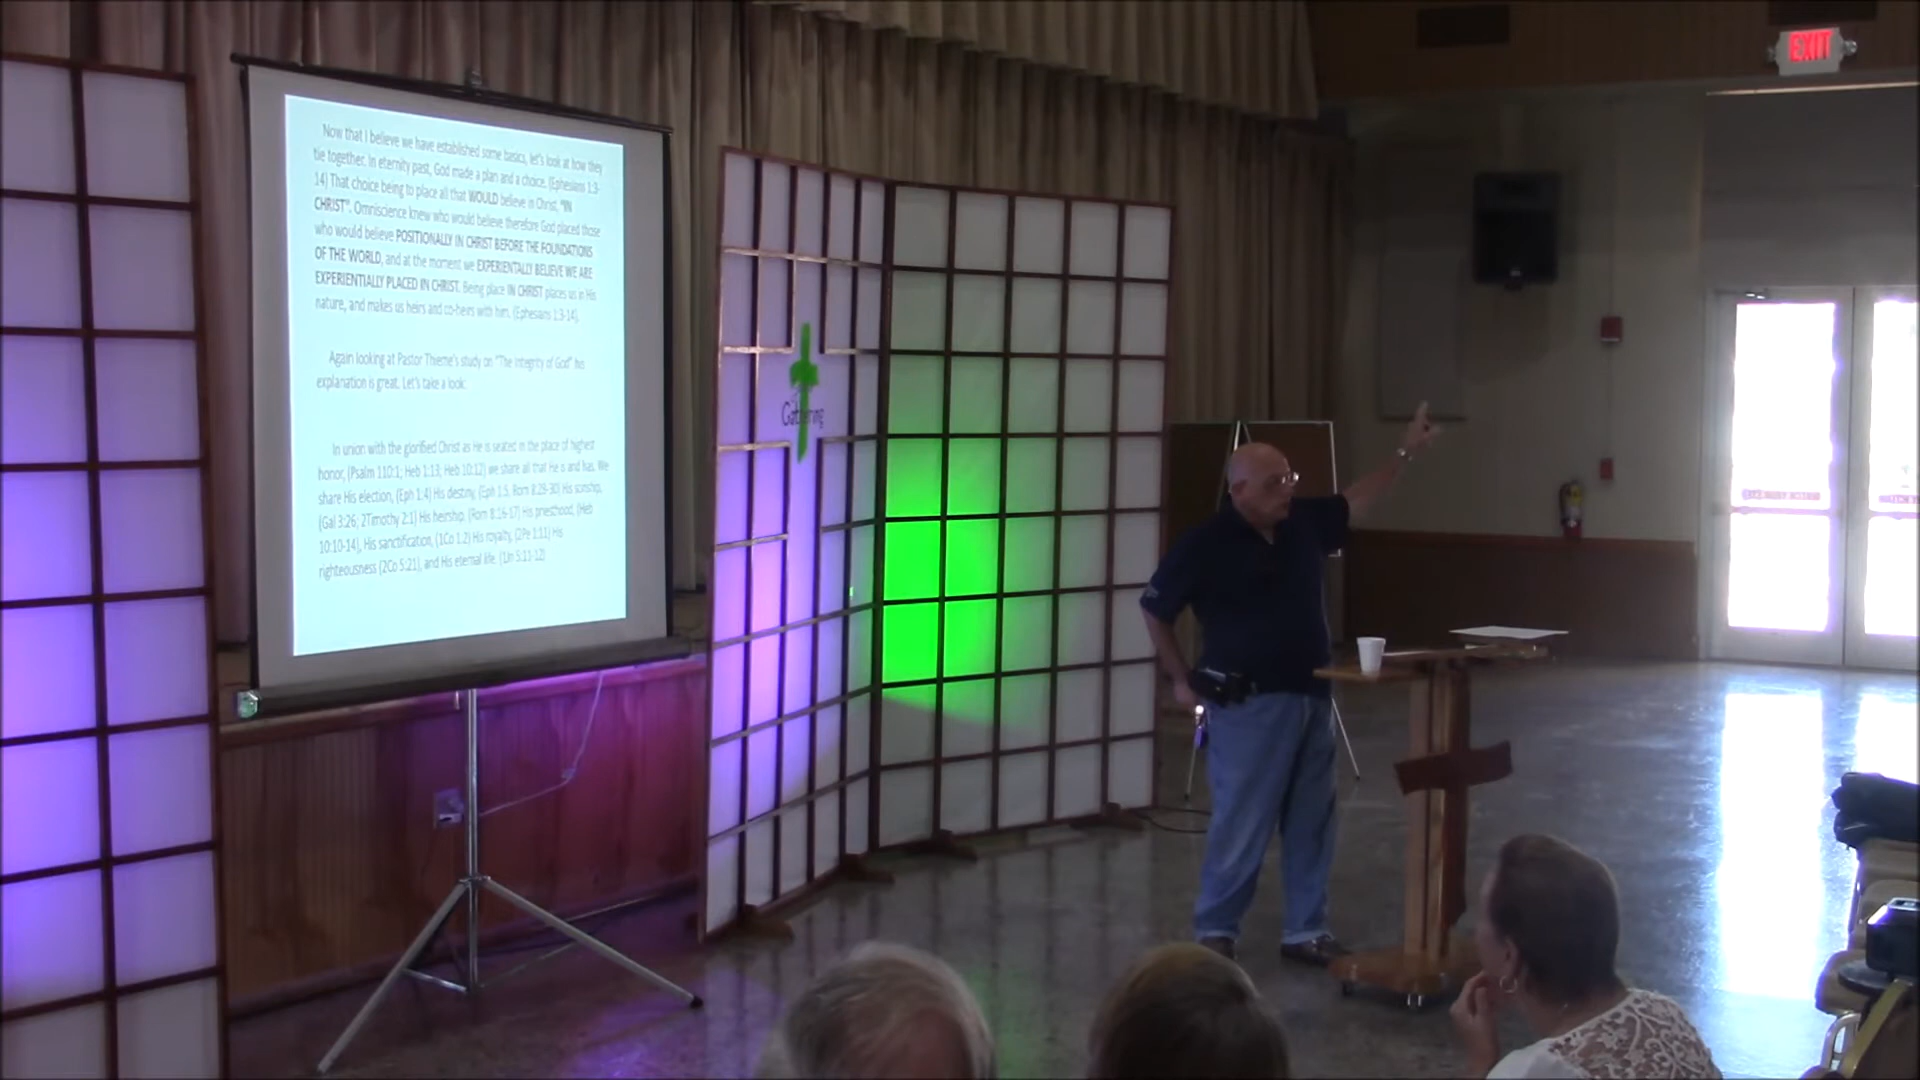 Now that I believe we have established some basics, let's look at how they
tie together. In eternity past, God made a plan and a choice. (Ephesians 1:3-
14) That choice being to place all that WOULD believe in Christ, "IN
CHRIST". Omniscience knew who would believe therefore God placed those
who would believe POSITIONALLY IN CHRIST BEFORE THE FOUNDATIONS
OF THE WORLD, and at the moment we EXPERIENTALLY BELIEVE WE ARE
EXPERIENTIALLY PLACED IN CHRIST. Being place IN CHRIST places us in His
nature, and makes us heirs and co-heirs with him. (Ephesians 1:3-14).
Again looking at Pastor Thieme's study on "The Integrity of God" his
explanation is great. Let's take a look:
In union with the glorified Christ as He is seated in the place of highest
honor, (Psalm 110:1; Heb 1:13; Heb 10:12) we share all that He is and has. We
share His election, (Eph 1:4) His destiny, (Eph 1:5, Rom 8:29-30) His sonship,
(Gal 3:26; 2Timothy 2:1) His heirship, (Rom 8:16-17) His priesthood, (Heb
10:10-14), His sanctification, (1Co 1:2) His royalty, (2Pe 1:11) His
righteousness (2Co 5:21), and His eternal life. (1Jn 5:11-12)
Gathering
EXIT